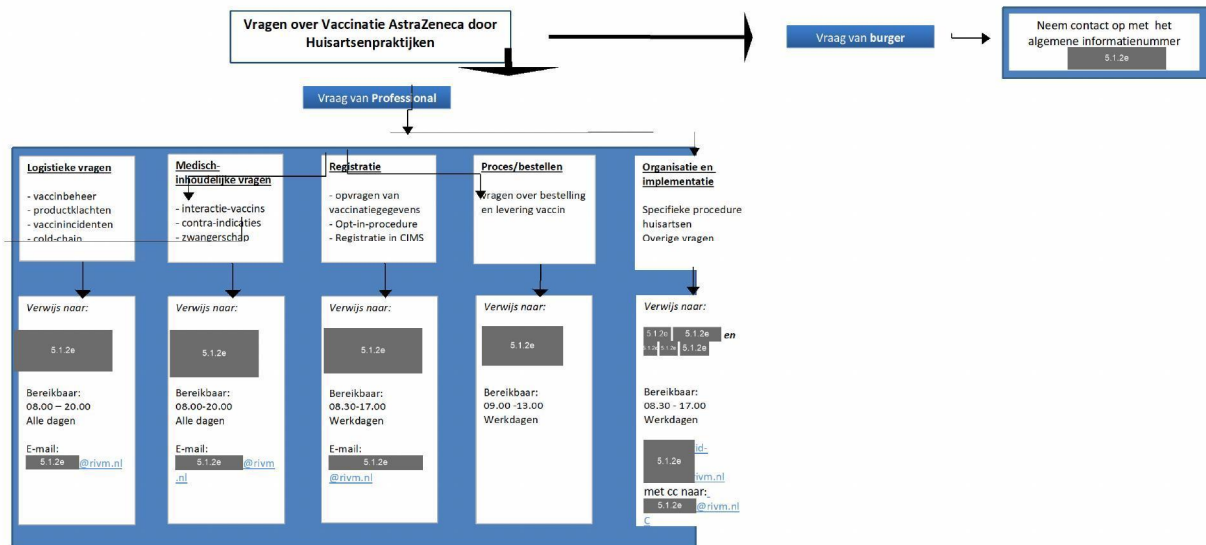 Vragen over Vaccinatie AstraZeneca door
Huisartsenpraktijken
Vraag van burger
Neem contact op met het
algemene informatienummer
5.1.2e
Vraag van Professional
Logistieke vragen
- vaccinbeheer
- productklachten
- vaccinincidenten
- cold-chain
Medisch-
inhoudelijke vragen
- interactie-vaccins
- contra-indicaties
- zwangerschap
Registratie
- opvragen van
vaccinatiegegevens
- Opt-in-procedure
- Registratie in CIMS
Proces/bestellen
vragen over bestelling
en levering vaccin
Organisatie en
implementatie
Specifieke procedure
huisartsen
Overige vragen
Verwijs naar:
5.1.2e
Bereikbaar:
08.00 – 20.00
Alle dagen
E-mail:
5.1.2e @rivm.nl
Verwijs naar:
5.1.2e
Bereikbaar:
08.00-20.00
Alle dagen
E-mail:
5.1.2e @rivm
.nl
Verwijs naar:
5.1.2e
Bereikbaar:
08.30-17.00
Werkdagen
E-mail:
5.1.2e
@rivm.nl
Verwijs naar:
5.1.2e
Bereikbaar:
09.00 -13.00
Werkdagen
Verwijs naar:
5.1.2e 5.1.2e en
5.1.2e 5.1.2e 5.1.2e
Bereikbaar:
08.30 - 17.00
Werkdagen
id-
5.1.2e
ivm.nl
met cc naar:
5.1.2e @rivm.nl
C